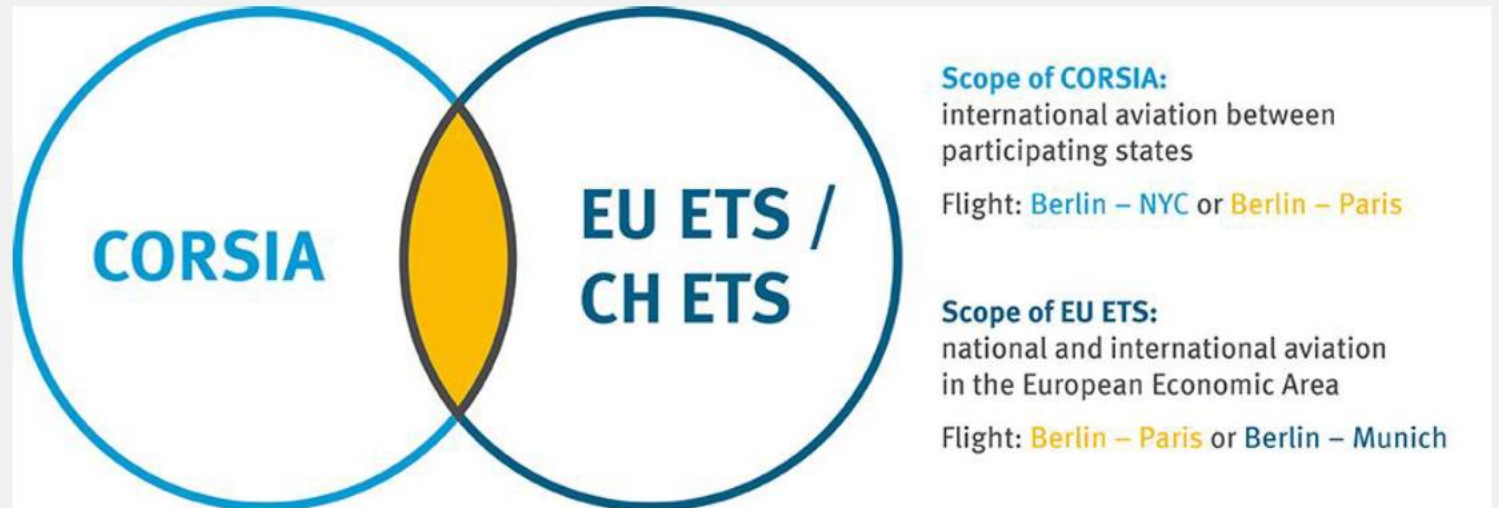 CORSIA
EU ETS /
CH ETS
Scope of CORSIA:
international aviation between
participating states
Flight: Berlin – NYC or Berlin – Paris
Scope of EU ETS:
national and international aviation
in the European Economic Area
Flight: Berlin – Paris or Berlin – Munich